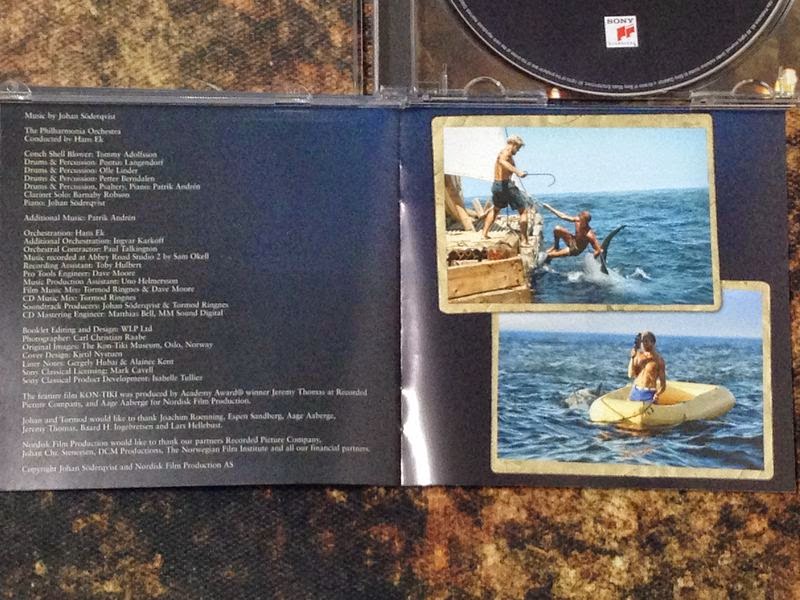 SONY
Music by Johan Söderqvist
The Philharmonia Orchestra
Conducted by Hans Ek
Conch Shell Blower: Tommy Adolfsson
Drums & Percussion: Pontus Langendorf
Drums & Percussion: Olle Linder
Drums & Percussion: Petter Berndalen
Drums & Percussion, Psaltery, Piano: Patrik Andrén
Clarinet Solo: Barnaby Robson
Piano: Johan Söderqvist
Additional Music: Patrik Andrén
Orchestration: Hans Ek
Additional Orchestration: Ingvar Karkoff
Orchestral Contractor: Paul Talkington
Music recorded at Abbey Road Studio 2 by Sam Okell
Recording Assistant: Toby Hulbert
Pro Tools Engineer: Dave Moore
Music Production Assistant: Uno Helmersson
Film Music Mix: Tormod Ringnes & Dave Moore
CD Music Mix: Tormod Ringnes
Soundtrack Producers: Johan Söderqvist & Tormod Ringnes
CD Mastering Engineer: Matthias Bell, MM Sound Digital
Booklet Editing and Design: WLP Ltd
Photographer: Carl Christian Raabe
Original Images: The Kon-Tiki Museum, Oslo, Norway
Cover Design: Kjetil Nystuen
Liner Notes: Gergely Hubai & Alainee Kent
Sony Classical Licensing: Mark Cavell
Sony Classical Product Development: Isabelle Tullier
The feature film KON-TIKI was produced by Academy Award® winner Jeremy Thomas at Recorded
Picture Company, and Aage Aaberge for Nordisk Film Production.
Johan and Tormod would like to thank Joachim Roenning, Espen Sandberg, Aage Aaberge,
Jeremy Thomas, Baard H. Ingebretsen and Lars Hellebust.
Nordisk Film Production would like to thank our partners Recorded Picture Company,
Johan Chr. Stenersen, DCM Productions, The Norwegian Film Institute and all our financial partners.
Copyright Johan Söderqvist and Nordisk Film Production AS